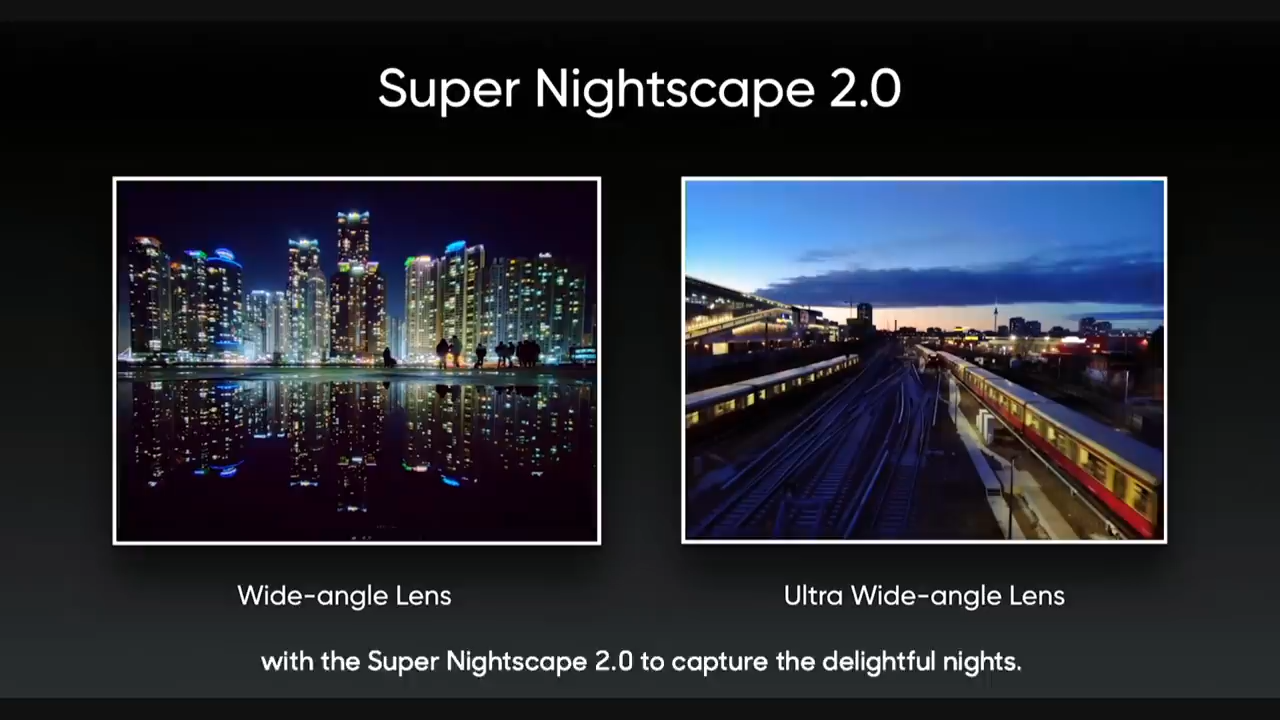 Super Nightscape 2.0
Wide-angle Lens
Ultra Wide-angle Lens
with the Super Nightscape 2.0 to capture the delightful nights.